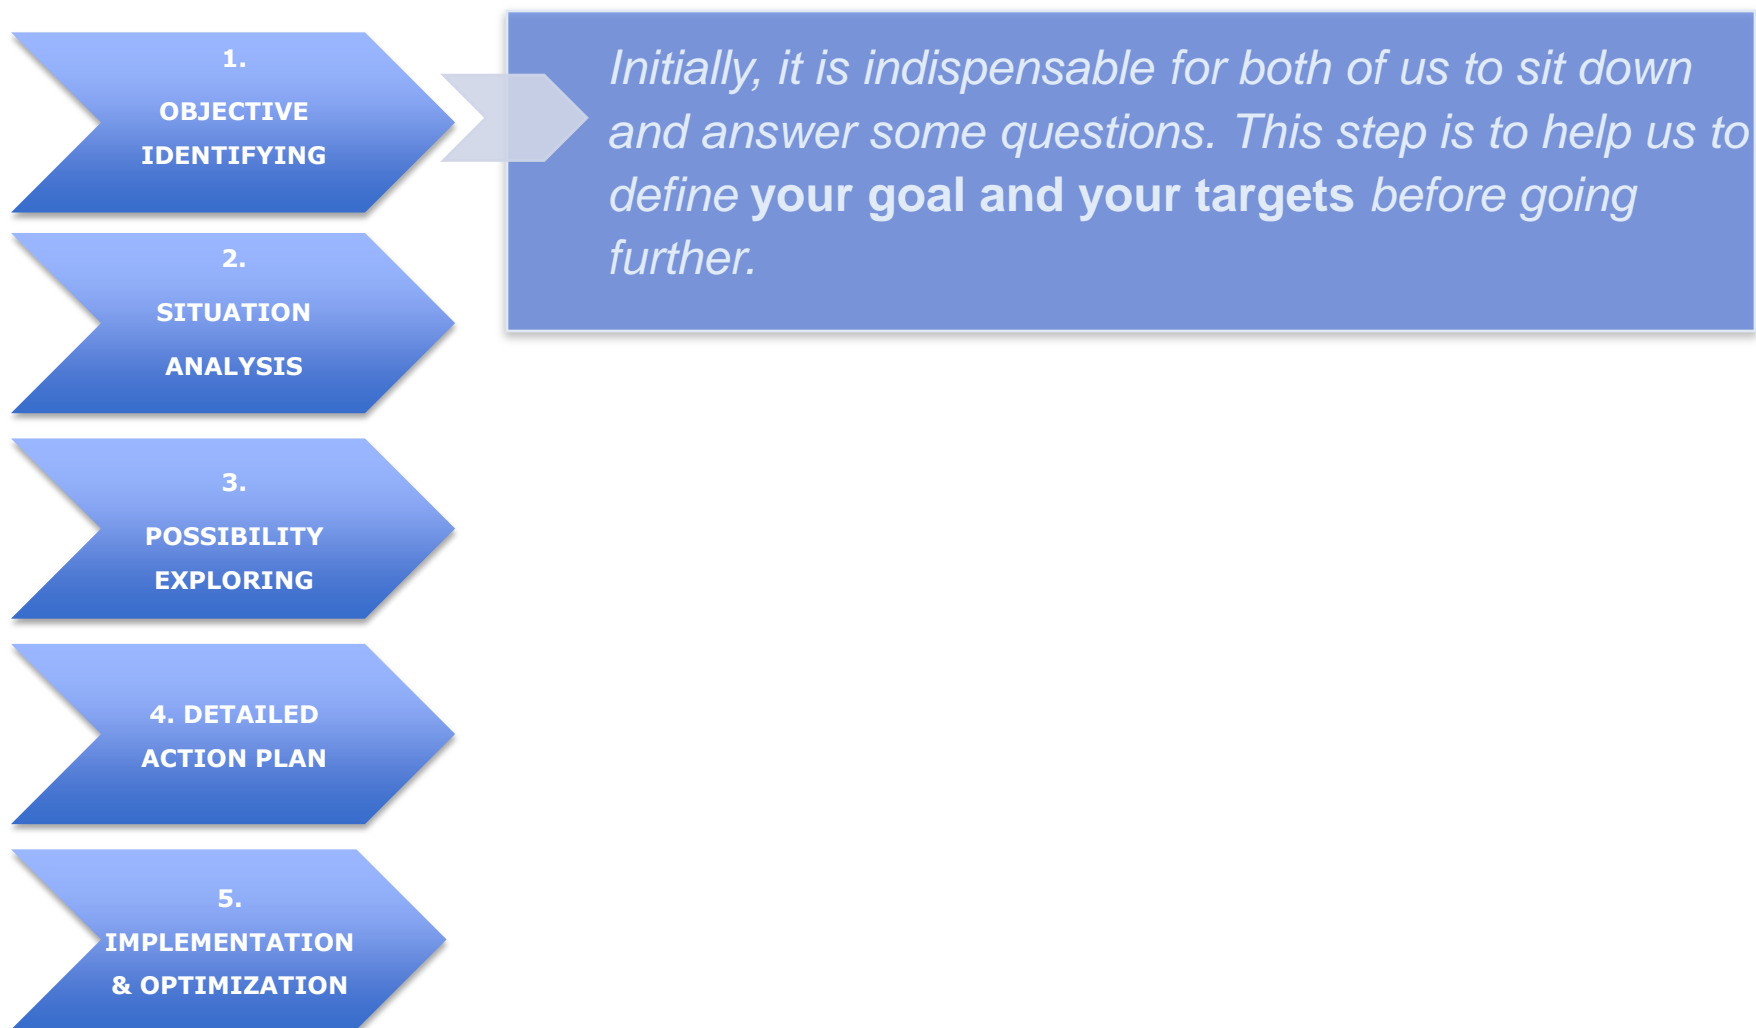 1.
OBJECTIVE
IDENTIFYING
Initially, it is indispensable for both of us to sit down
and answer some questions. This step is to help us to
define your goal and your targets before going
further.
2.
SITUATION
ANALYSIS
3.
POSSIBILITY
EXPLORING
4. DETAILED
ACTION PLAN
5.
IMPLEMENTATION
& OPTIMIZATION